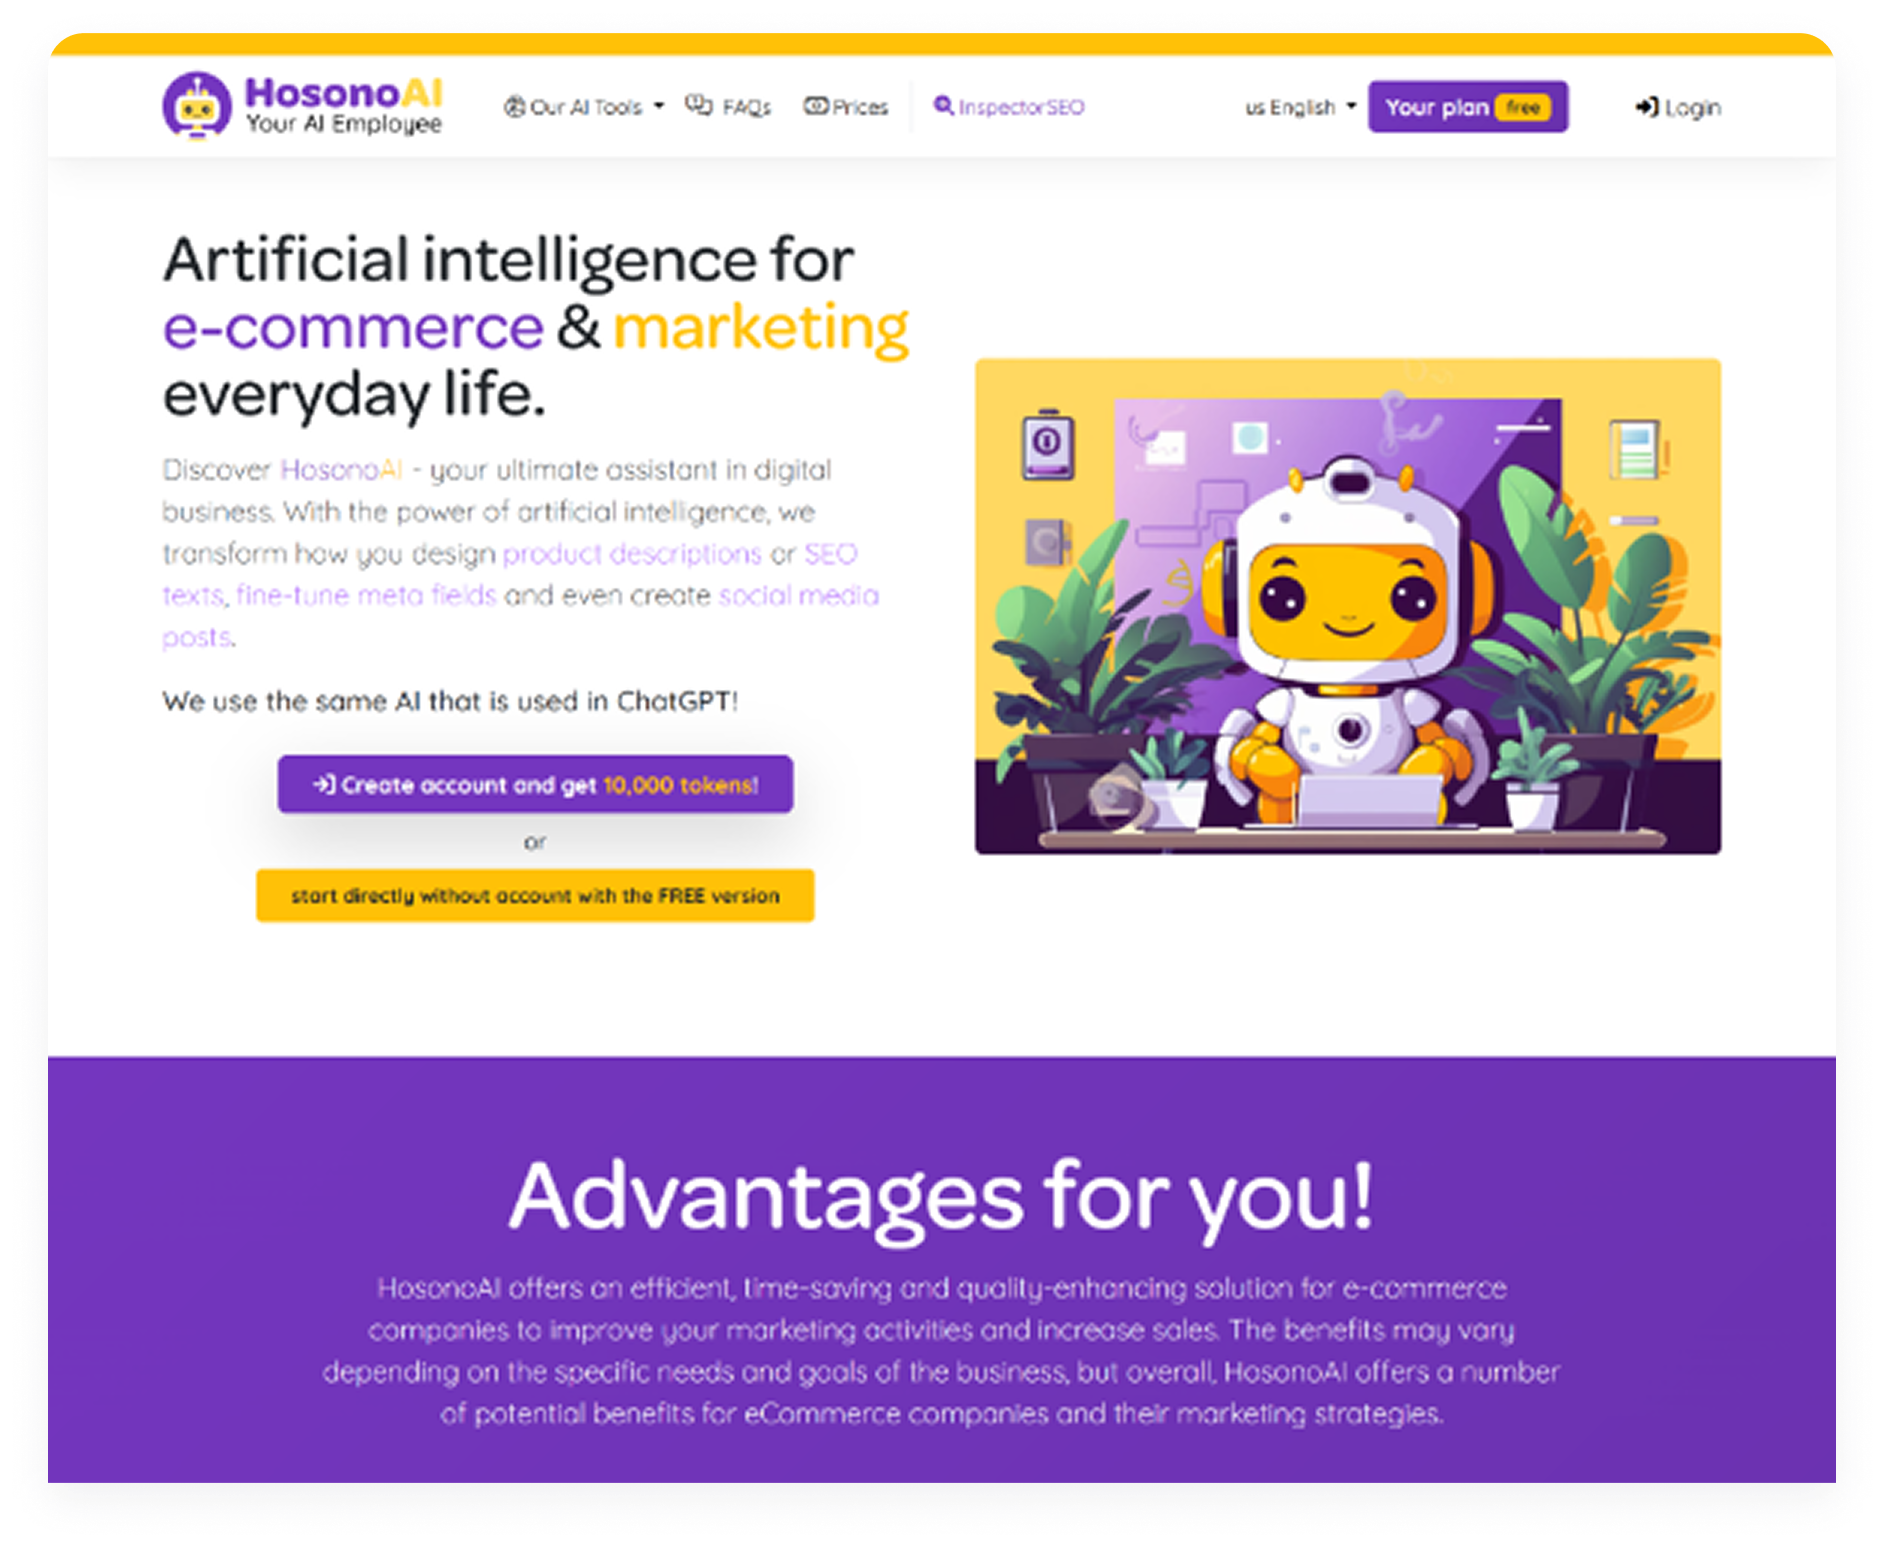 HosonoAI
Your AI Employee
Our AI Tools
FAQs
Prices
InspectorSEO
us English
Your plan free
Login
Artificial intelligence for
e-commerce & marketing
everyday life.
Discover HosonoAI - your ultimate assistant in digital
business. With the power of artificial intelligence, we
transform how you design product descriptions or SEO
texts, fine-tune meta fields and even create social media
posts.
We use the same AI that is used in ChatGPT!
Create account and get 10,000 tokens!
or
start directly without account with the FREE version
Advantages for you!
HosonoAI offers an efficient, time-saving and quality-enhancing solution for e-commerce
companies to improve your marketing activities and increase sales. The benefits may vary
depending on the specific needs and goals of the business, but overall, HosonoAI offers a number
of potential benefits for eCommerce companies and their marketing strategies.